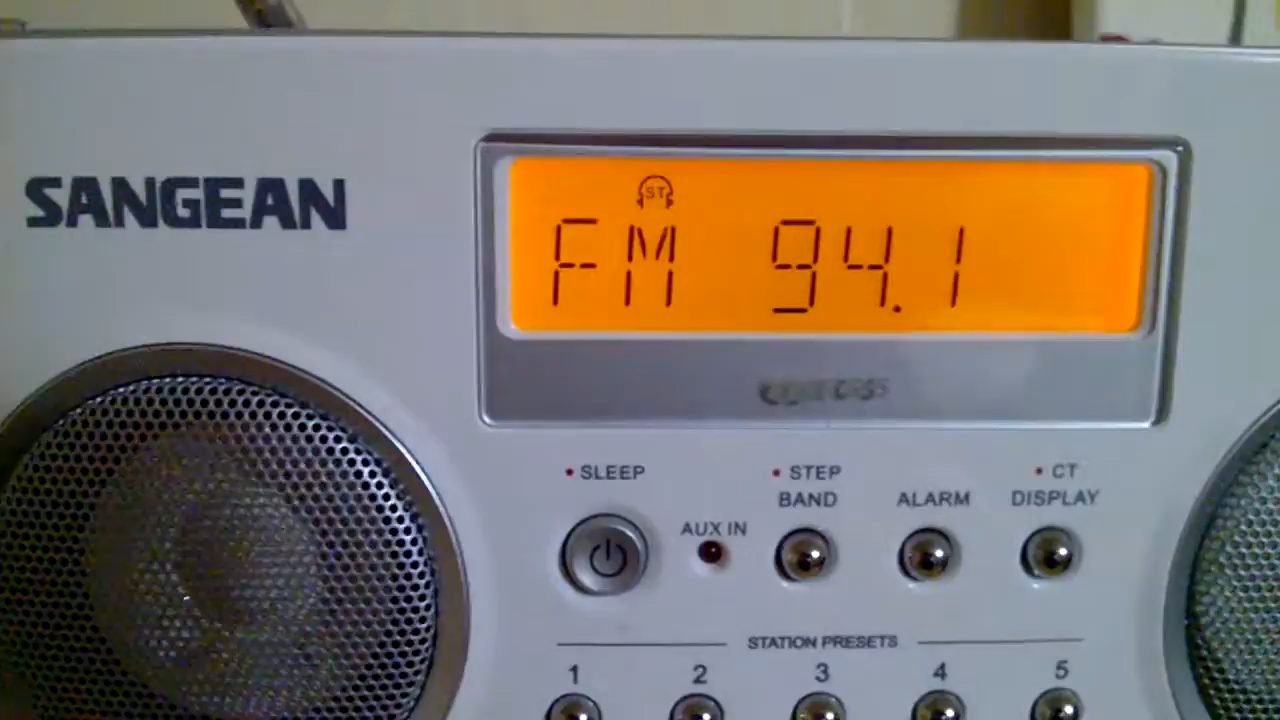 SANGEAN
ST
FM 94.1
SLEEP
STEP
CT
BAND
ALARM
DISPLAY
AUX IN
STATION PRESETS
1 2 3 4 5